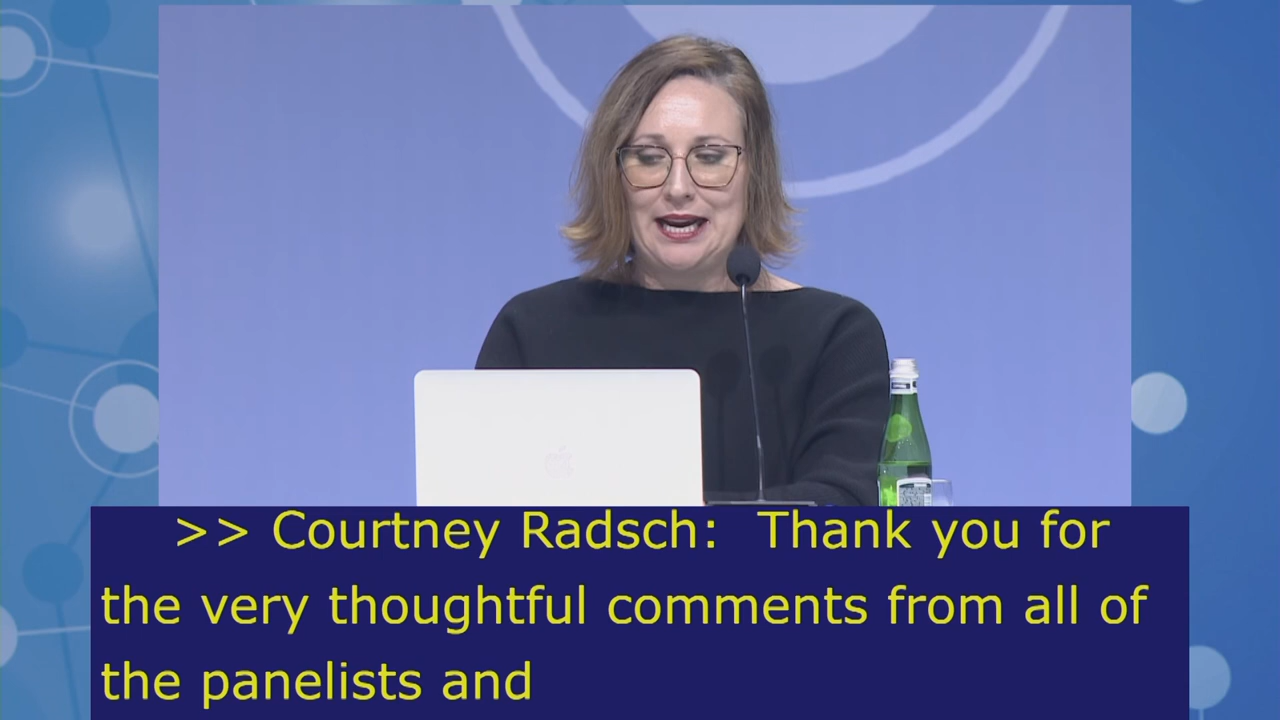 >> Courtney Radsch: Thank you for
the very thoughtful comments from all of
the panelists and